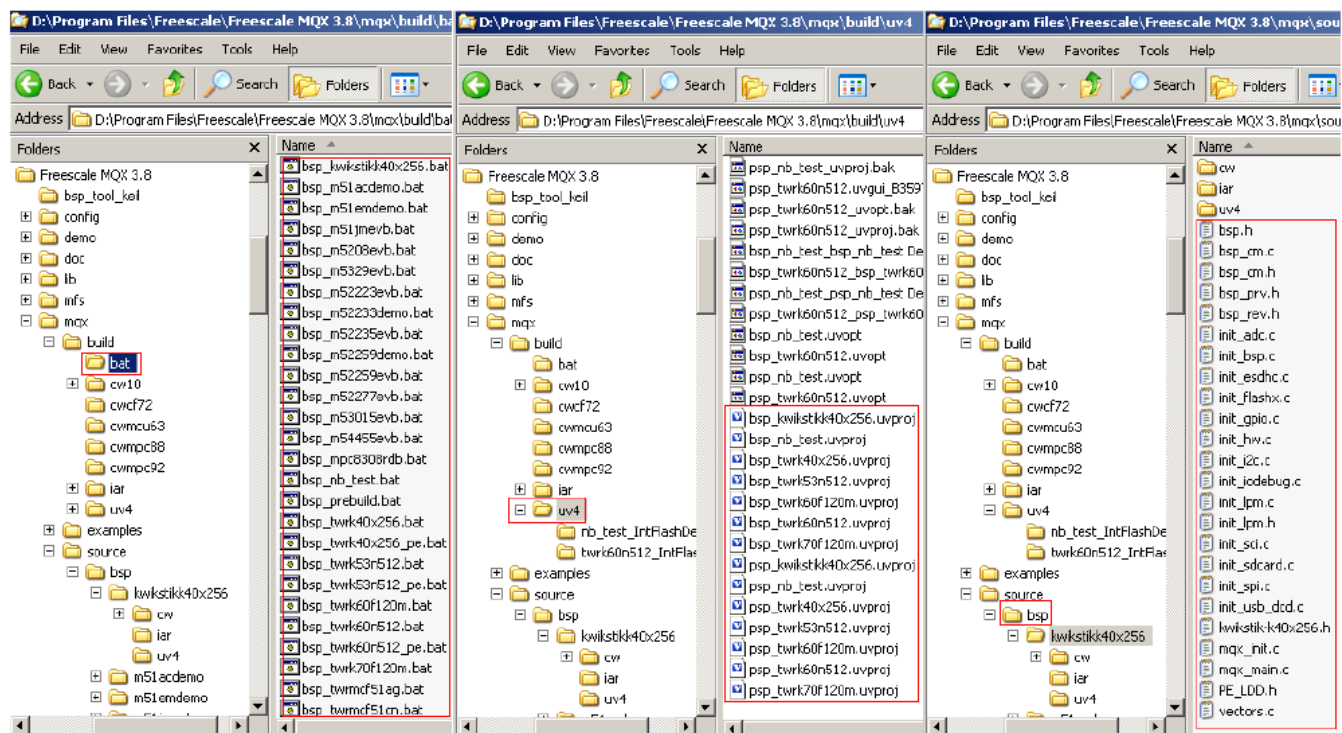 D:\Program Files\Freescale\Freescale MQX 3.8\mqx\build\ba
File Edit View Favorites Tools Help
Back Search Folders
Address D:\Program Files\Freescale\Freescale MQX 3.8\mqx\build\bat
Folders
Freescale MQX 3.8
bsp_tool_keil
config
demo
doc
lib
mfs
mqx
build
bat
cw10
cwcf72
cwmcu63
cwmpc88
cwmpc92
iar
uv4
examples
source
bsp
kwikstikk40x256
cw
iar
uv4
m51acdemo
m51emdemo
Name
bsp_kwikstikk40x256.bat
bsp_m51acdemo.bat
bsp_m51emdemo.bat
bsp_m51jmevb.bat
bsp_m5208evb.bat
bsp_m5329evb.bat
bsp_m52223evb.bat
bsp_m52233demo.bat
bsp_m52235evb.bat
bsp_m52259demo.bat
bsp_m52259evb.bat
bsp_m52277evb.bat
bsp_m53015evb.bat
bsp_m54455evb.bat
bsp_mpc8308rdb.bat
bsp_nb_test.bat
bsp_prebuild.bat
bsp_twrk40x256.bat
bsp_twrk40x256_pe.bat
bsp_twrk53n512.bat
bsp_twrk53n512_pe.bat
bsp_twrk60f120m.bat
bsp_twrk60n512.bat
bsp_twrk60n512_pe.bat
bsp_twrk70f120m.bat
bsp_twrmcf51ag.bat
bsp_twrmcf51cn.bat
D:\Program Files\Freescale\Freescale MQX 3.8\mqx\build\uv4
File Edit View Favorites Tools Help
Back Search Folders
Address D:\Program Files\Freescale\Freescale MQX 3.8\mqx\build\uv4
Folders
Freescale MQX 3.8
bsp_tool_keil
config
demo
doc
lib
mfs
mqx
build
bat
cw10
cwcf72
cwmcu63
cwmpc88
cwmpc92
iar
uv4
nb_test_IntFlashDe
twrk60n512_IntFlas
examples
source
bsp
kwikstikk40x256
cw
iar
uv4
Name
psp_nb_test_uvproj.bak
psp_twrk60n512.uvgui_B3597
psp_twrk60n512_uvopt.bak
psp_twrk60n512_uvproj.bak
bsp_nb_test_bsp_nb_test De
bsp_twrk60n512_bsp_twrk60
psp_nb_test_psp_nb_test De
psp_twrk60n512_psp_twrk60
bsp_nb_test.uvopt
bsp_twrk60n512.uvopt
psp_nb_test.uvopt
psp_twrk60n512.uvopt
bsp_kwikstikk40x256.uvproj
bsp_nb_test.uvproj
bsp_twrk40x256.uvproj
bsp_twrk53n512.uvproj
bsp_twrk60f120m.uvproj
bsp_twrk60n512.uvproj
bsp_twrk70f120m.uvproj
psp_kwikstikk40x256.uvproj
psp_nb_test.uvproj
psp_twrk40x256.uvproj
psp_twrk53n512.uvproj
psp_twrk60f120m.uvproj
psp_twrk60n512.uvproj
psp_twrk70f120m.uvproj
D:\Program Files\Freescale\Freescale MQX 3.8\mqx\sou
File Edit View Favorites Tools Help
Back Search Folders
Address D:\Program Files\Freescale\Freescale MQX 3.8\mqx\sou
Folders
Freescale MQX 3.8
bsp_tool_keil
config
demo
doc
lib
mfs
mqx
build
bat
cw10
cwcf72
cwmcu63
cwmpc88
cwmpc92
iar
uv4
nb_test_IntFlashDe
twrk60n512_IntFlas
examples
source
bsp
kwikstikk40x256
cw
iar
uv4
Name
cw
iar
uv4
bsp.h
bsp_cm.c
bsp_cm.h
bsp_prv.h
bsp_rev.h
init_adc.c
init_bsp.c
init_esdhc.c
init_flashx.c
init_gpio.c
init_hw.c
init_i2c.c
init_iodebug.c
init_lpm.c
init_lpm.h
init_sci.c
init_sdcard.c
init_spi.c
init_usb_dcd.c
kwikstik-k40x256.h
mqx_init.c
mqx_main.c
PE_LDD.h
vectors.c